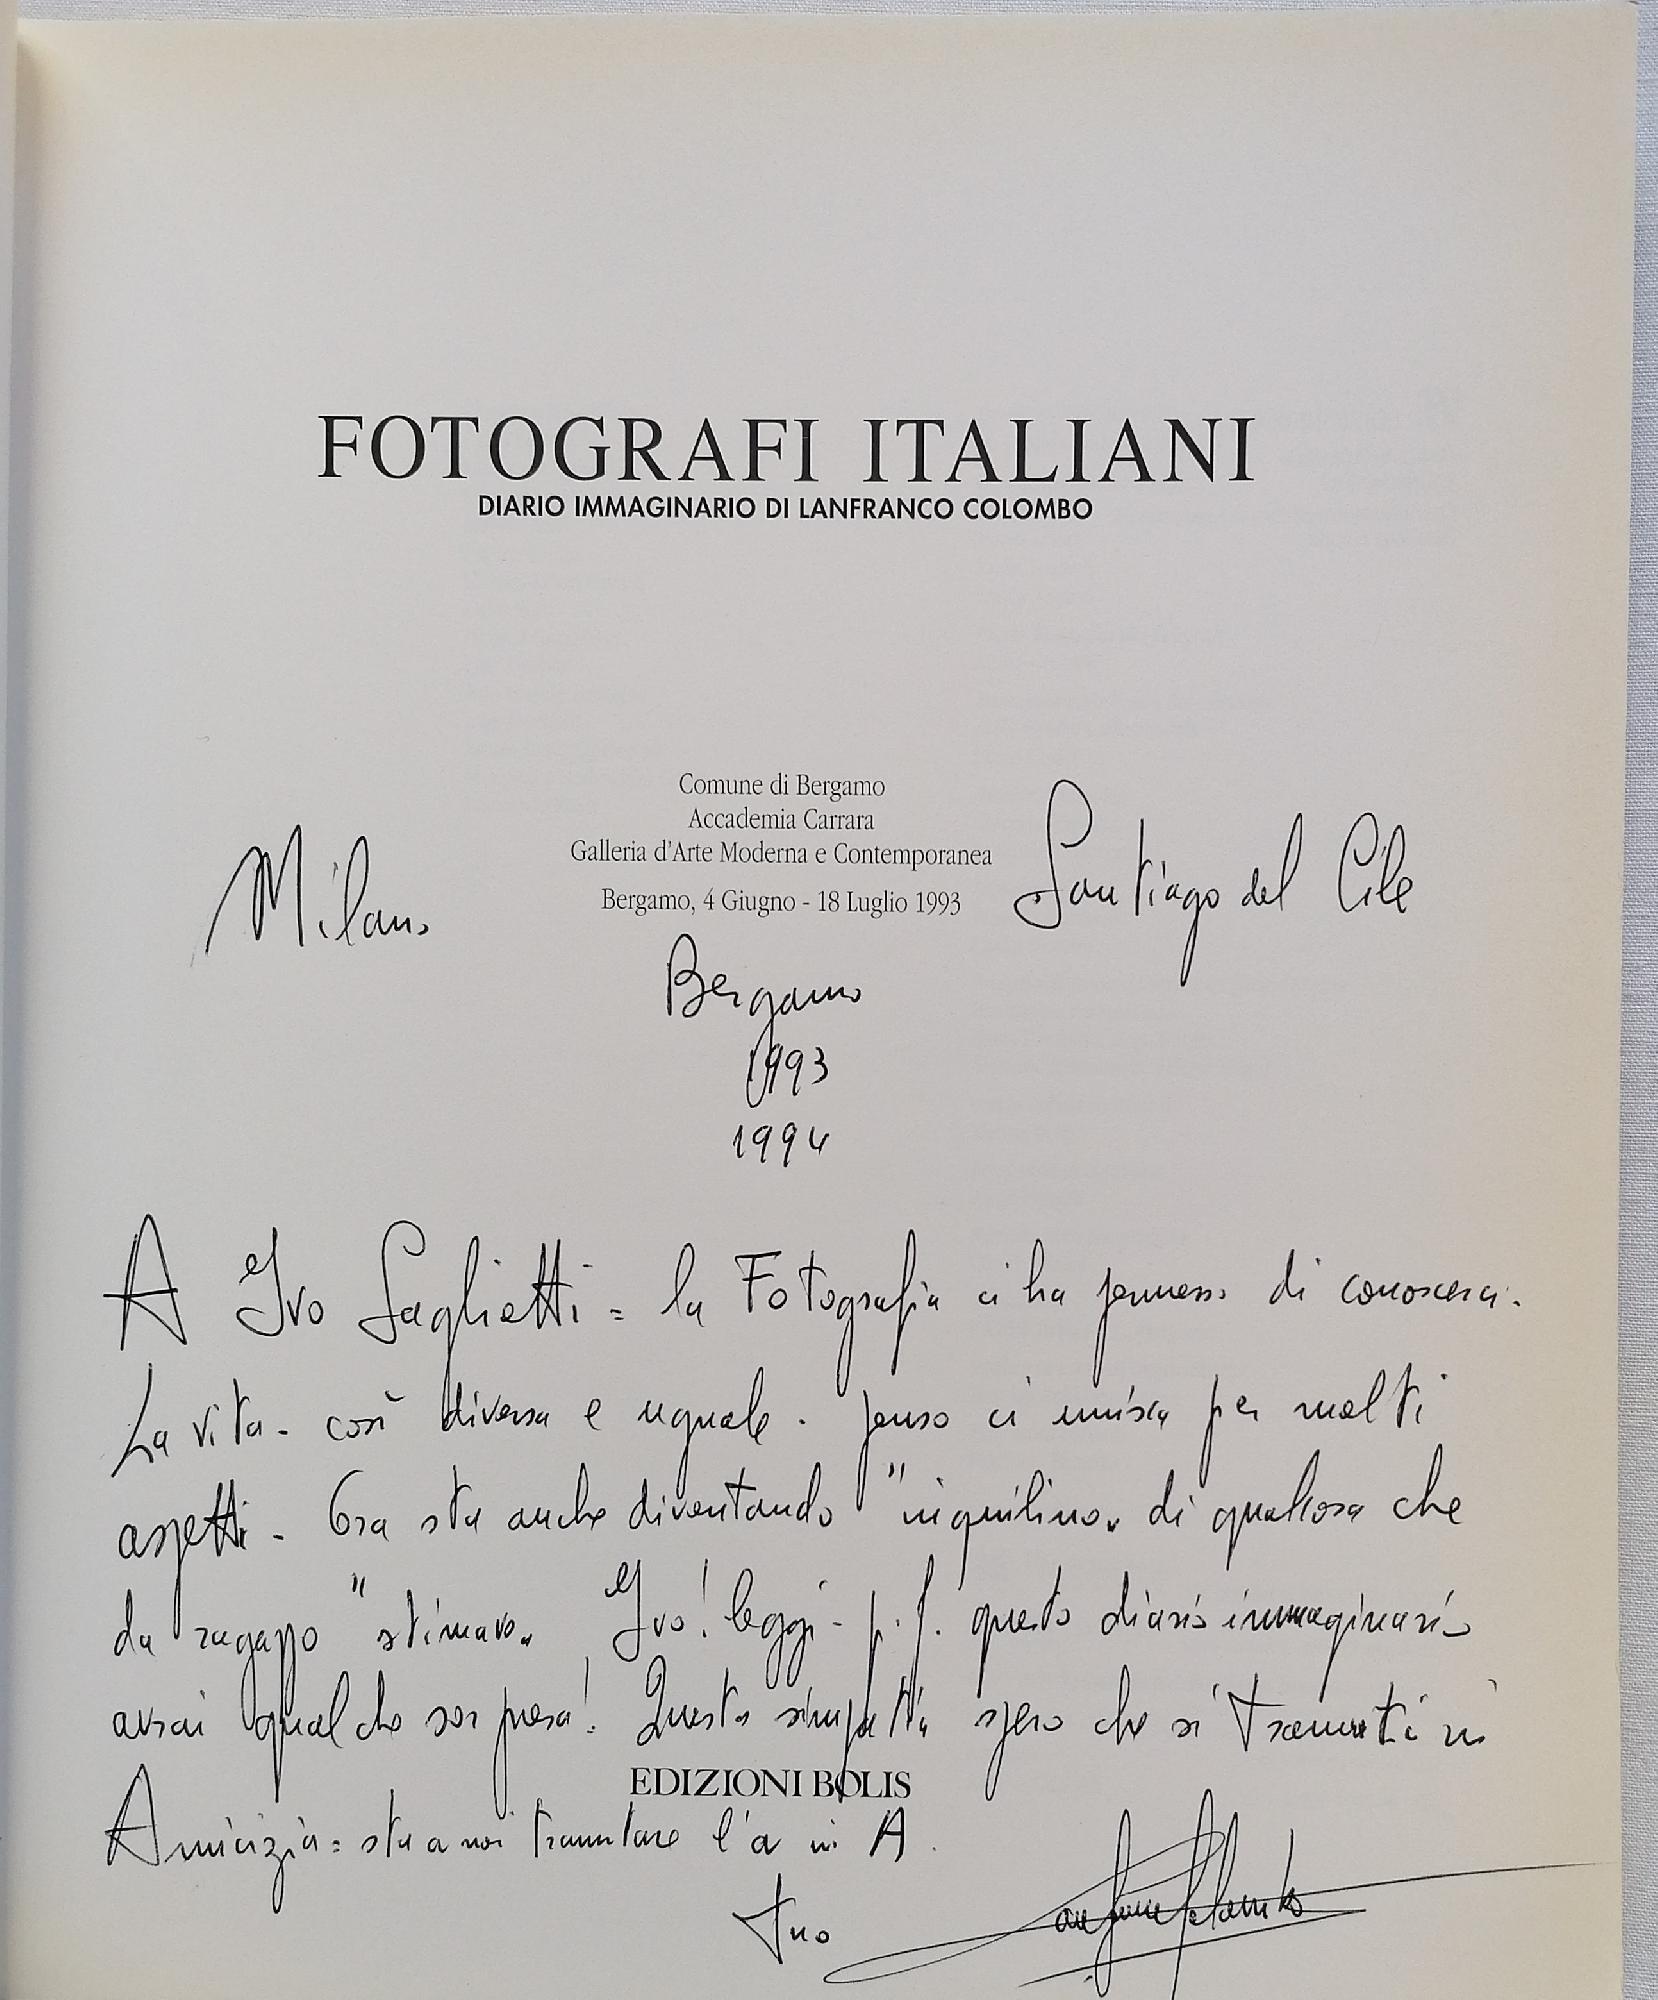 FOTOGRAFI ITALIANI
DIARIO IMMAGINARIO DI LANFRANCO COLOMBO
Comune di Bergamo
Accademia Carrara
Galleria d'Arte Moderna e Contemporanea
Bergamo, 4 Giugno - 18 Luglio 1993
Milano
Santiago del Cile
Bergamo
1993
1994
A Ivo Saglietti = la Fotografia ci ha permesso di conoscerci.
La vita - così diversa e uguale - penso ci unisca per molti
aspetti - Ora stai anche diventando "inquilino" di qualcosa che
da ragazzo "stimavo" Ivo! leggi - p.f. questo diario immaginario
avrai qualche sorpresa! Questa simpatia spero che si tramuti in
EDIZIONI BOLIS
Amicizia = sta a noi tramutare l'a in A.
tuo
Lanfranco Colombo